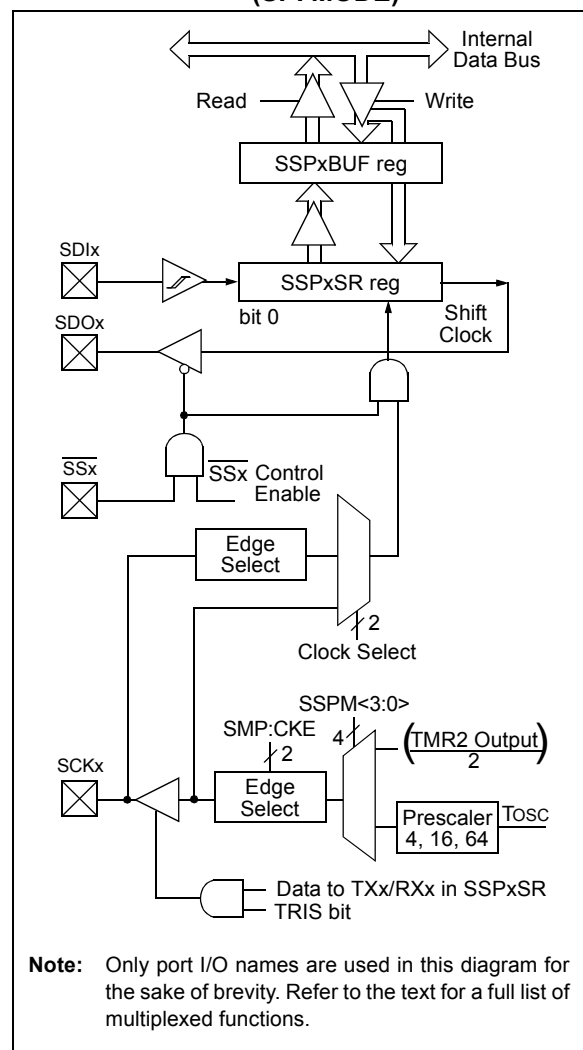 (SPI MODE)
Internal
Data Bus
Read
Write
SSPxBUF reg
SDIx
SSPxSR reg
bit 0
Shift
Clock
SDOx
SSx
SSx Control
Enable
Edge
Select
2
Clock Select
SSPM<3:0>
SMP:CKE
4
(TMR2 Output
2)
2
SCKx
Edge
Select
Prescaler
4, 16, 64
TOSC
Data to TXx/RXx in SSPxSR
TRIS bit
Note: Only port I/O names are used in this diagram for
the sake of brevity. Refer to the text for a full list of
multiplexed functions.